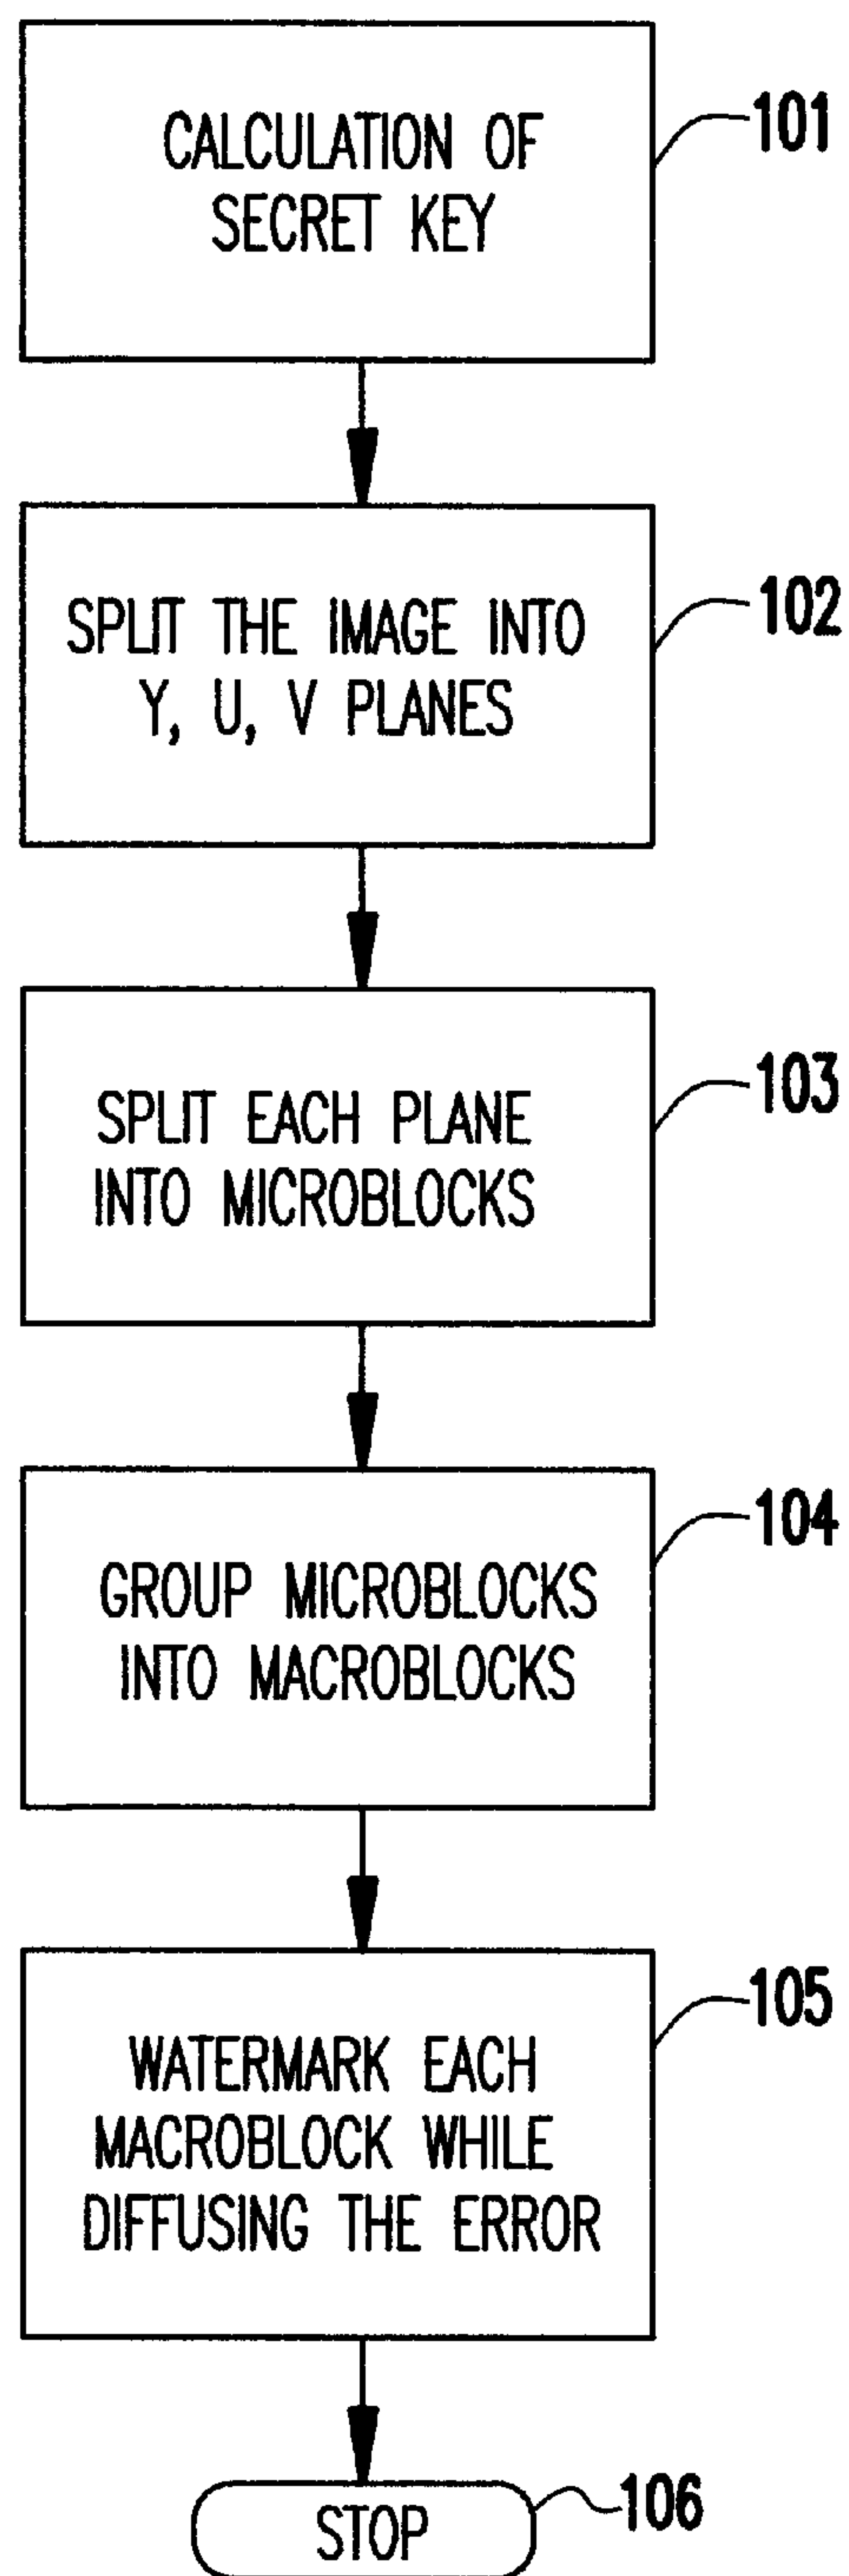 CALCULATION OF
SECRET KEY
101
SPLIT THE IMAGE INTO
Y, U, V PLANES
102
SPLIT EACH PLANE
INTO MICROBLOCKS
103
GROUP MICROBLOCKS
INTO MACROBLOCKS
104
WATERMARK EACH
MACROBLOCK WHILE
DIFFUSING THE ERROR
105
STOP
106